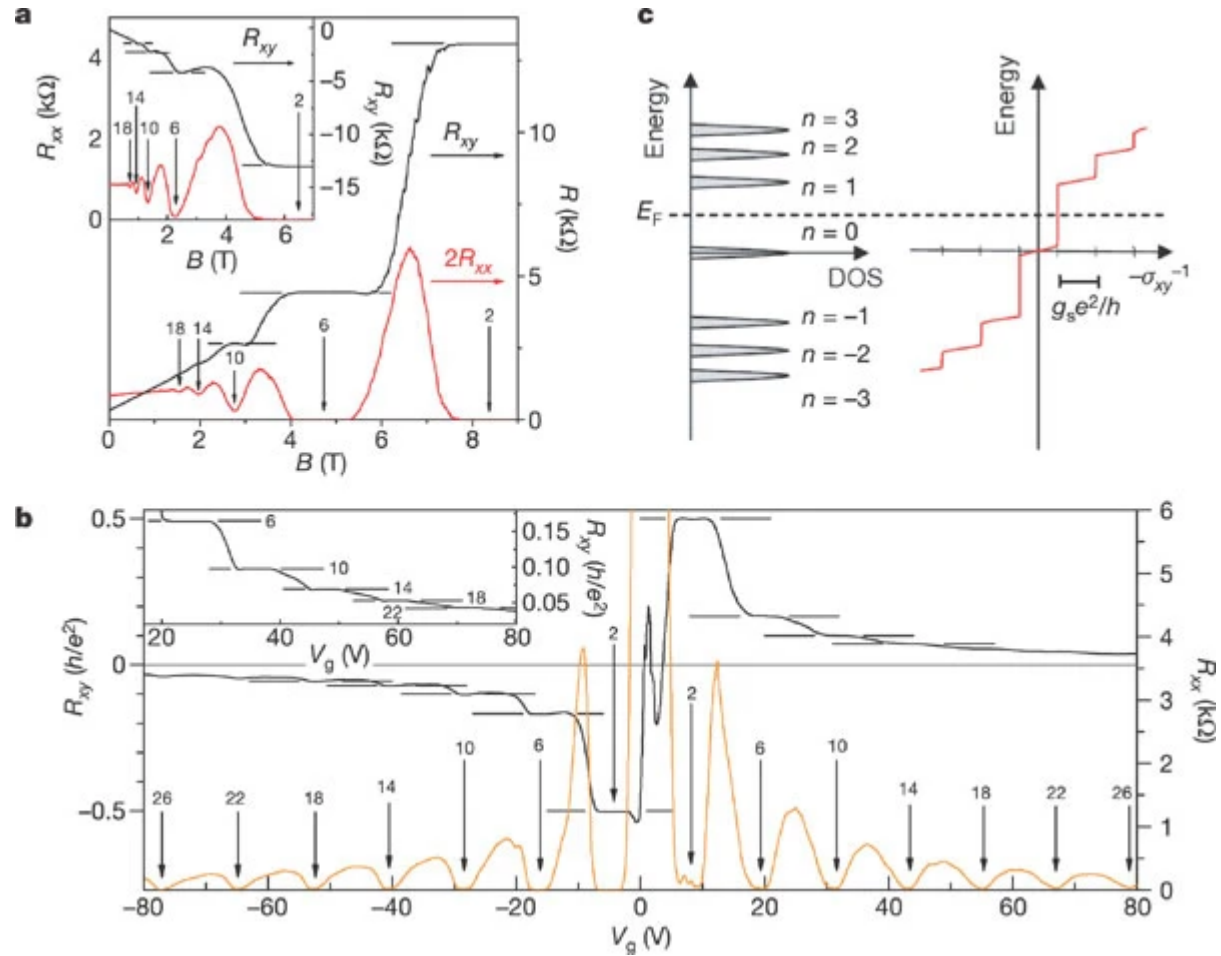 a
R_xx (kΩ)
4
2
0
R_xy
14
18
10
6
2
0
−5
−10
−15
R_xy (kΩ)
2
4
6
B (T)
R_xy
2R_xx
18
14
10
6
2
10
5
0
R (kΩ)
0
2
4
6
8
B (T)
c
Energy
n = 3
n = 2
n = 1
E_F
n = 0
DOS
n = −1
n = −2
n = −3
Energy
−σ_xy^−1
g_s e^2/h
b
R_xy (h/e^2)
0.5
0
−0.5
6
10
14
18
22
0.15
0.10
0.05
R_xy (h/e^2)
20
40
60
80
V_g (V)
2
2
26
22
18
14
10
6
6
10
14
18
22
26
6
5
4
3
2
1
0
R_xx (kΩ)
−80
−60
−40
−20
0
20
40
60
80
V_g (V)